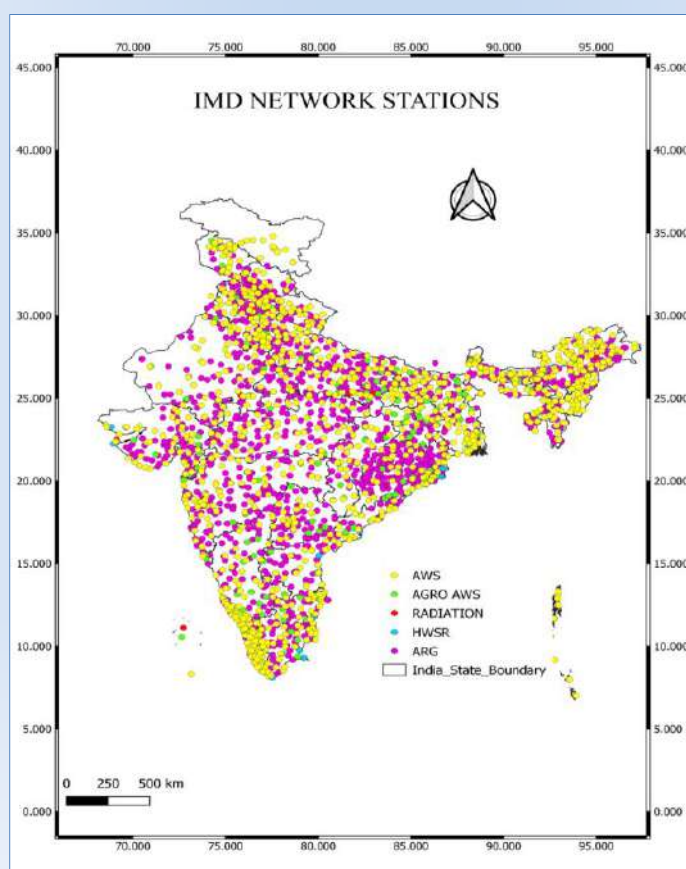 70.000 75.000 80.000 85.000 90.000 95.000
45.000 45.000
IMD NETWORK STATIONS
40.000 40.000
35.000 35.000
30.000 30.000
25.000 25.000
20.000 20.000
15.000 15.000
AWS
AGRO AWS
RADIATION
10.000 10.000
HWSR
ARG
India_State_Boundary
5.000 5.000
0 250 500 km
0.000 0.000
70.000 75.000 80.000 85.000 90.000 95.000